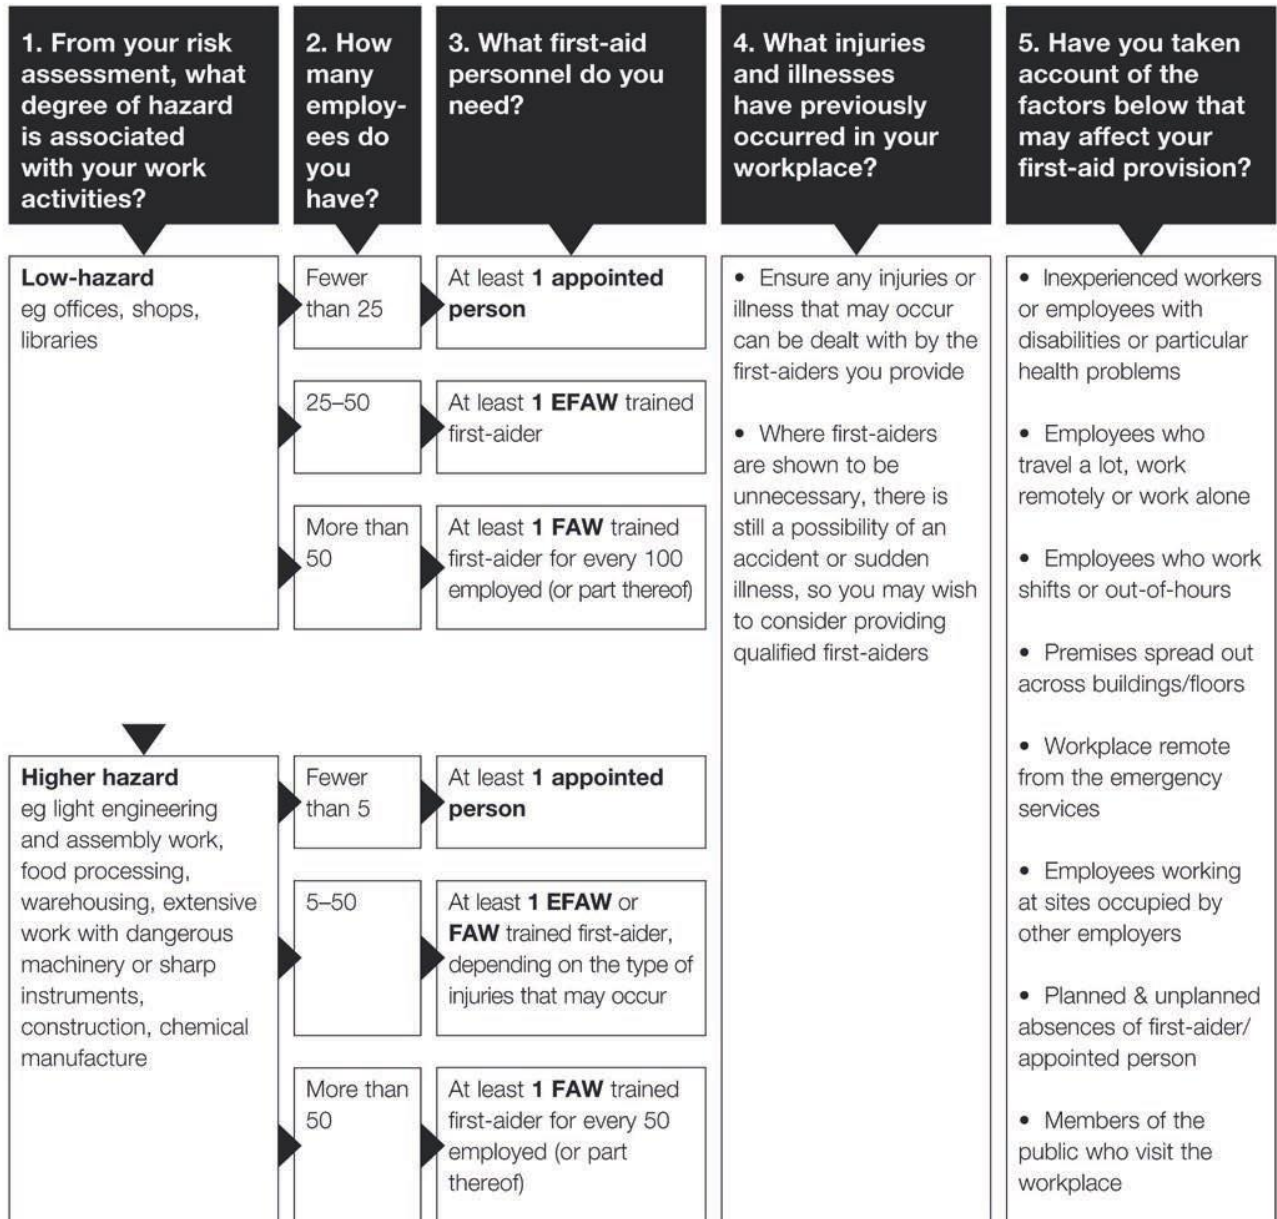 1. From your risk
assessment, what
degree of hazard
is associated
with your work
activities?
2. How
many
employ-
ees do
you
have?
3. What first-aid
personnel do you
need?
4. What injuries
and illnesses
have previously
occurred in your
workplace?
5. Have you taken
account of the
factors below that
may affect your
first-aid provision?
Low-hazard
eg offices, shops,
libraries
Fewer
than 25
At least 1 appointed
person
25–50
At least 1 EFAW trained
first-aider
More than
50
At least 1 FAW trained
first-aider for every 100
employed (or part thereof)
Higher hazard
eg light engineering
and assembly work,
food processing,
warehousing, extensive
work with dangerous
machinery or sharp
instruments,
construction, chemical
manufacture
Fewer
than 5
At least 1 appointed
person
5–50
At least 1 EFAW or
FAW trained first-aider,
depending on the type of
injuries that may occur
More than
50
At least 1 FAW trained
first-aider for every 50
employed (or part
thereof)
• Ensure any injuries or
illness that may occur
can be dealt with by the
first-aiders you provide
• Where first-aiders
are shown to be
unnecessary, there is
still a possibility of an
accident or sudden
illness, so you may wish
to consider providing
qualified first-aiders
• Inexperienced workers
or employees with
disabilities or particular
health problems
• Employees who
travel a lot, work
remotely or work alone
• Employees who work
shifts or out-of-hours
• Premises spread out
across buildings/floors
• Workplace remote
from the emergency
services
• Employees working
at sites occupied by
other employers
• Planned & unplanned
absences of first-aider/
appointed person
• Members of the
public who visit the
workplace